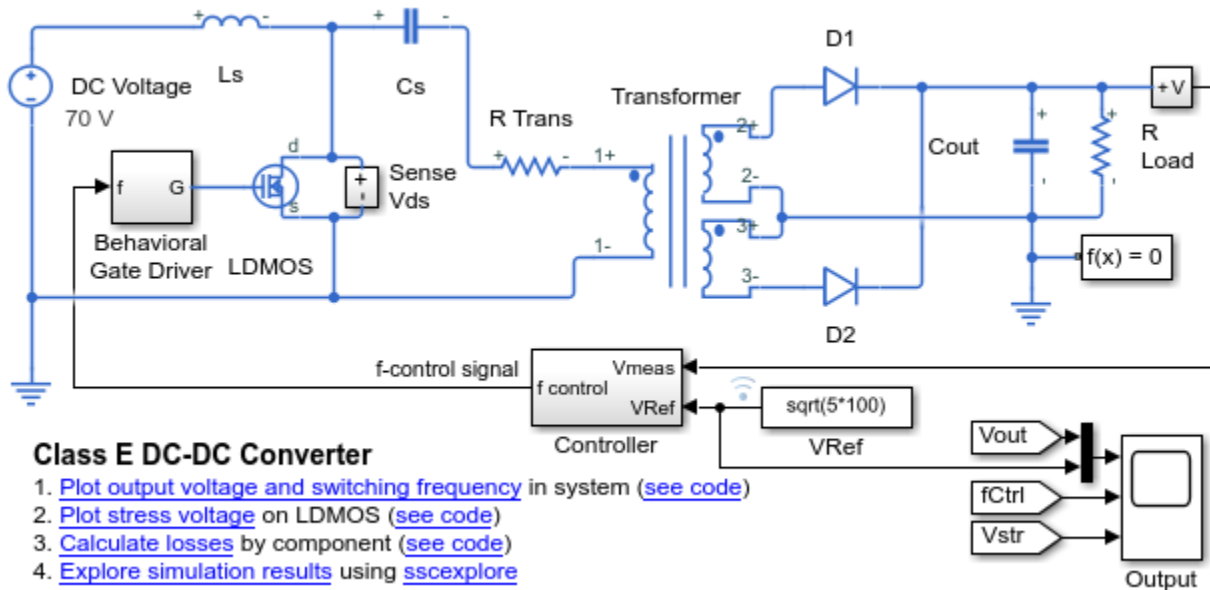 + -
Ls
+ -
Cs
DC Voltage
70 V
+
-
R Trans
+ -
Transformer
1+
1-
2+
2-
3+
3-
D1
D2
Cout
+
-
+
-
R
Load
+ V
f(x) = 0
d
s
+
-
Sense
Vds
f G
Behavioral
Gate Driver
LDMOS
f-control signal
f control
Vmeas
VRef
Controller
sqrt(5*100)
VRef
Vout
fCtrl
Vstr
Output
Class E DC-DC Converter
1. Plot output voltage and switching frequency in system (see code)
2. Plot stress voltage on LDMOS (see code)
3. Calculate losses by component (see code)
4. Explore simulation results using sscexplore